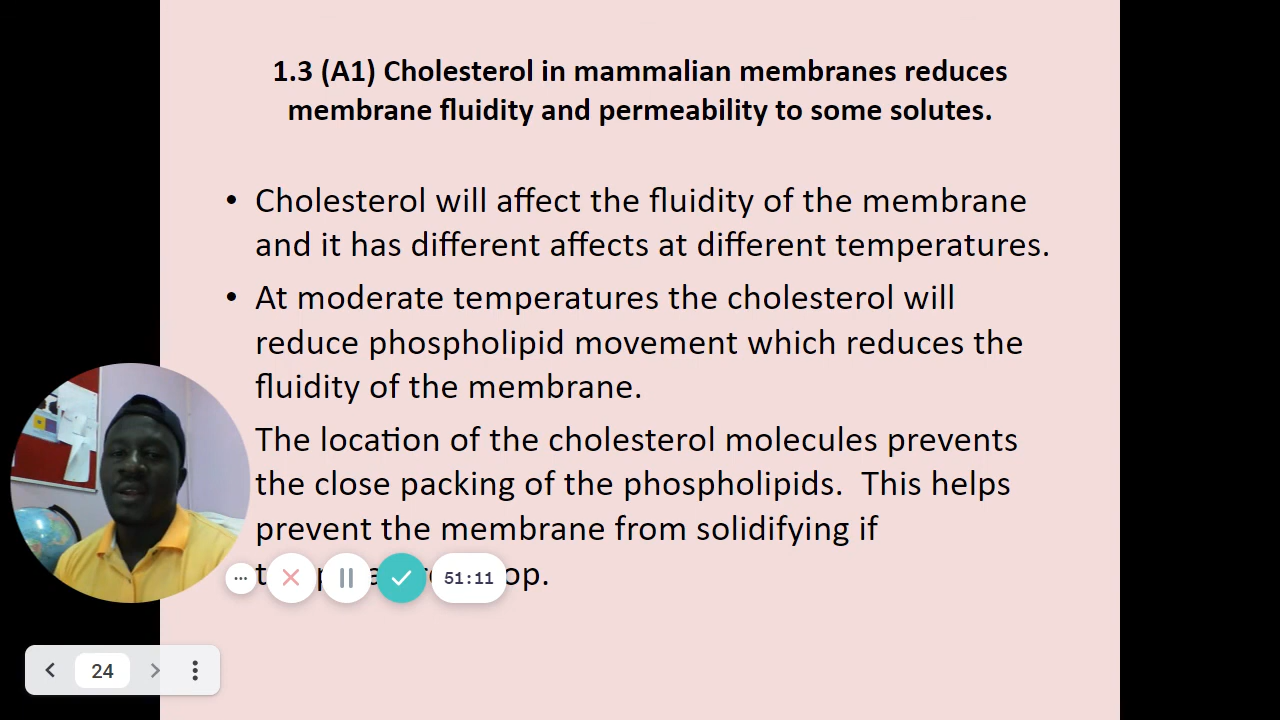 1.3 (A1) Cholesterol in mammalian membranes reduces
membrane fluidity and permeability to some solutes.
• Cholesterol will affect the fluidity of the membrane
and it has different affects at different temperatures.
• At moderate temperatures the cholesterol will
reduce phospholipid movement which reduces the
fluidity of the membrane.
The location of the cholesterol molecules prevents
the close packing of the phospholipids. This helps
prevent the membrane from solidifying if
51:11
24